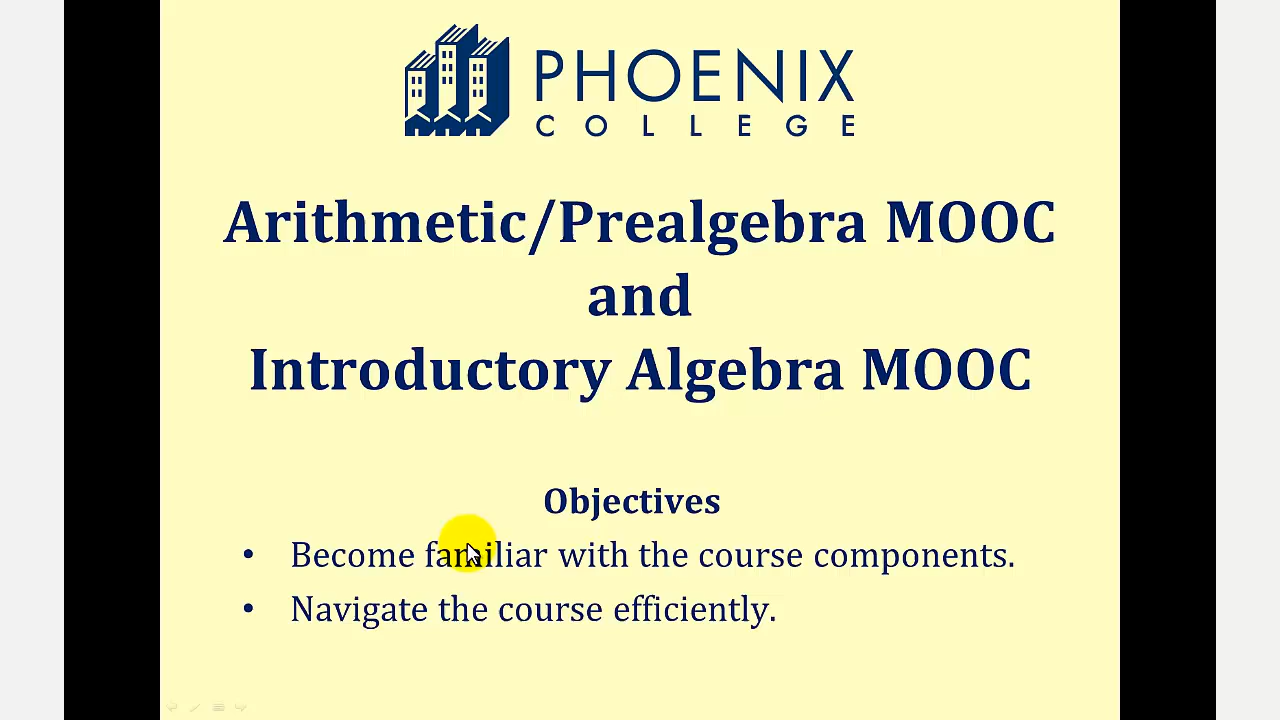 PHOENIX
COLLEGE
Arithmetic/Prealgebra MOOC
and
Introductory Algebra MOOC
Objectives
• Become familiar with the course components.
• Navigate the course efficiently.